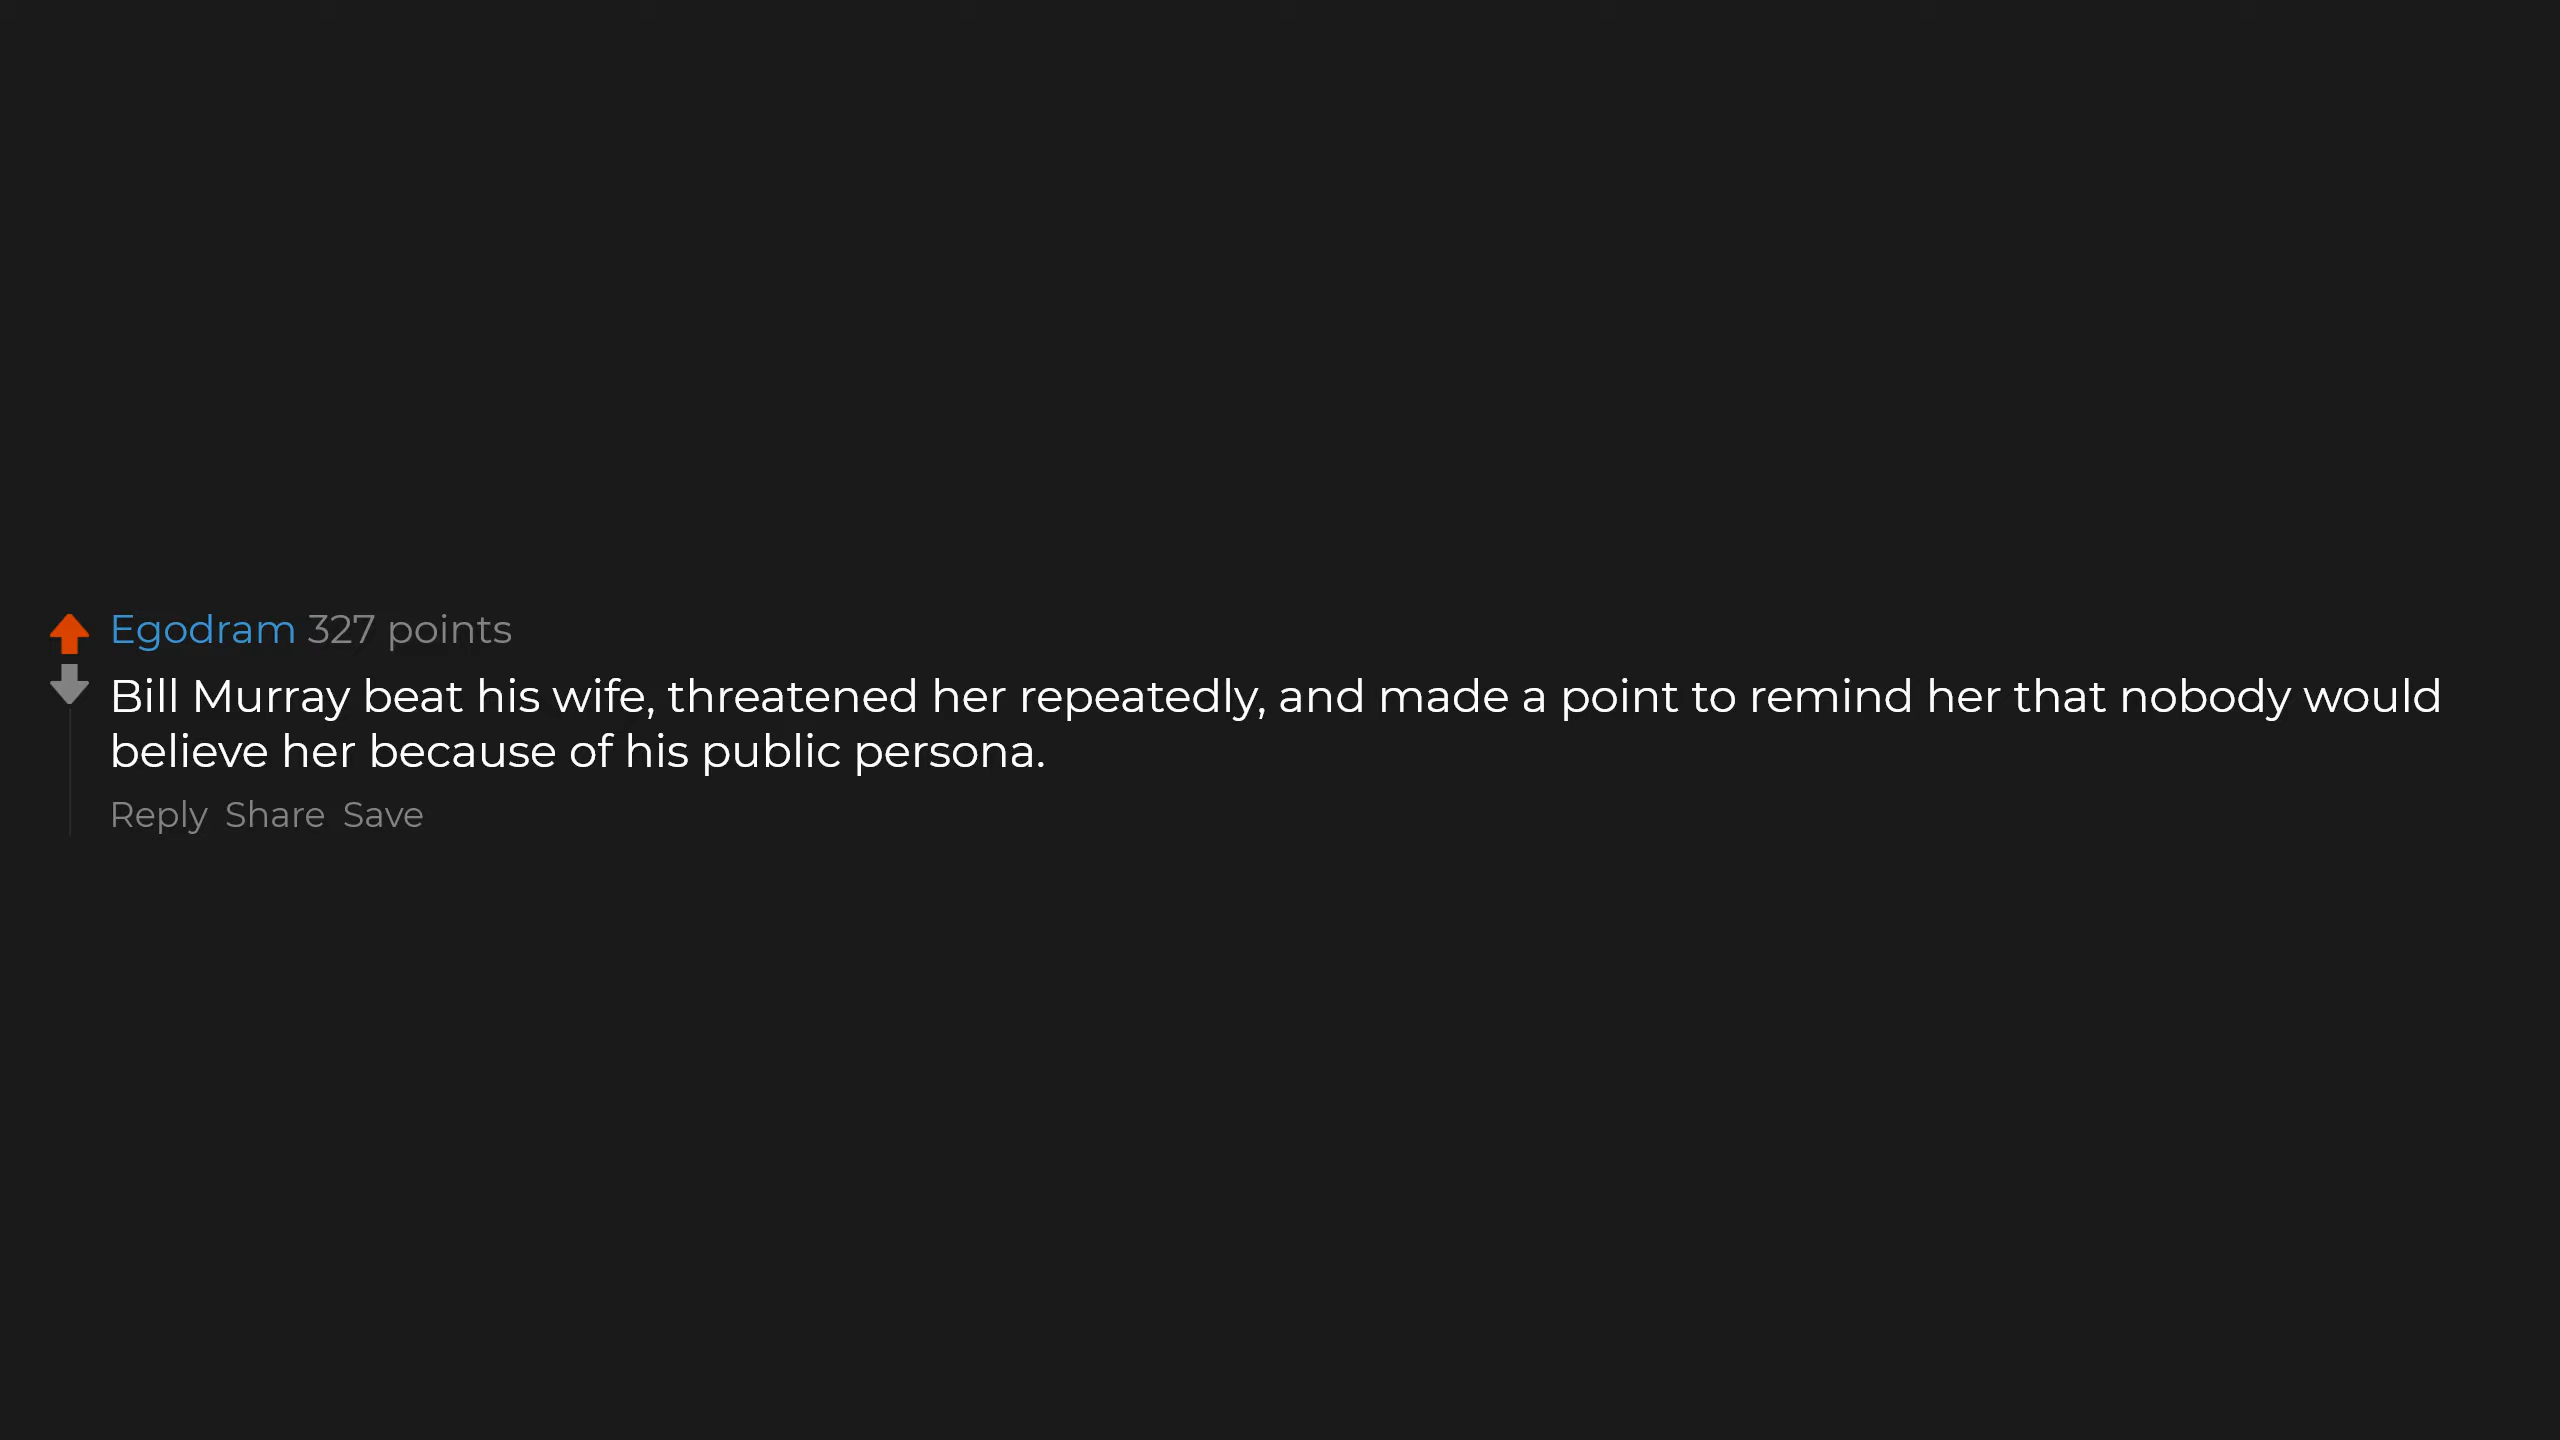 Egodram 327 points
Bill Murray beat his wife, threatened her repeatedly, and made a point to remind her that nobody would
believe her because of his public persona.
Reply Share Save